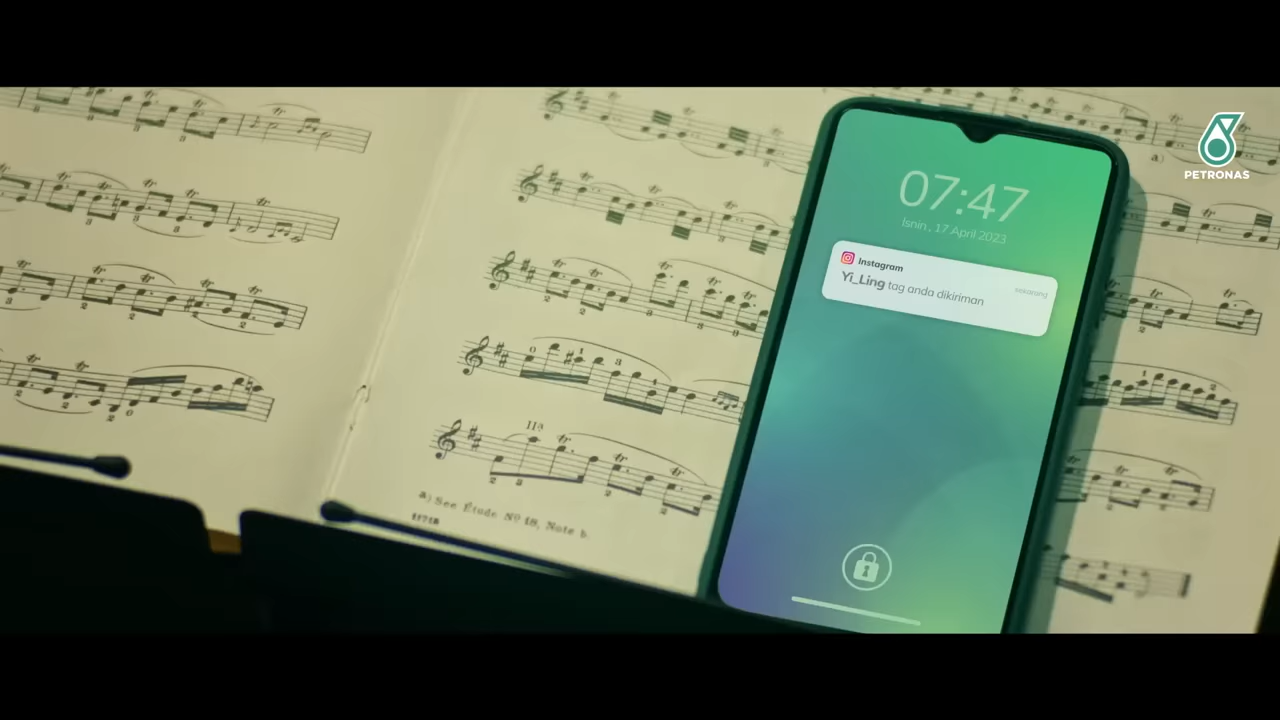 PETRONAS
07:47
Isnin, 17 April 2023
Instagram
sekarang
Yi_Ling tag anda dikiriman
a) See Étude Nº 18, Note b.